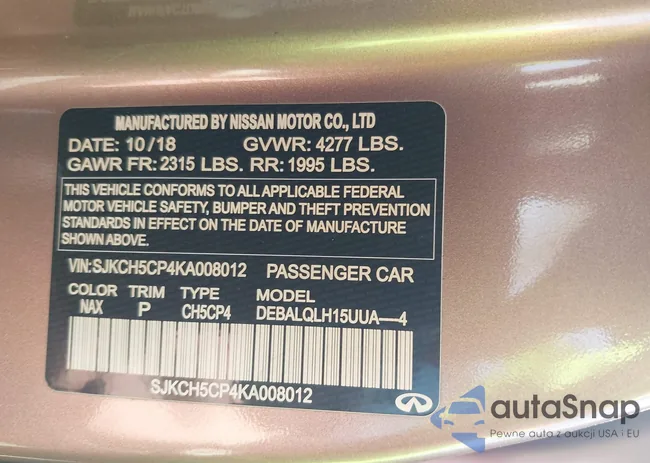 MANUFACTURED BY NISSAN MOTOR CO., LTD
DATE: 10/18 GVWR: 4277 LBS.
GAWR FR: 2315 LBS. RR: 1995 LBS.
THIS VEHICLE CONFORMS TO ALL APPLICABLE FEDERAL
MOTOR VEHICLE SAFETY, BUMPER AND THEFT PREVENTION
STANDARDS IN EFFECT ON THE DATE OF MANUFACTURE
SHOWN ABOVE.
VIN:SJKCH5CP4KA008012 PASSENGER CAR
COLOR TRIM TYPE MODEL
NAX P CH5CP4 DEBALQLH15UUA—4
SJKCH5CP4KA008012
autaSnap
Pewne auta z aukcji USA i EU